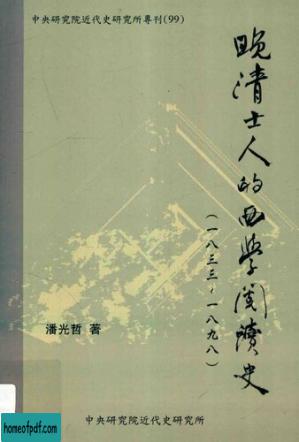 中央研究院近代史研究所專刊(99)
晚清士人的西學閱讀史
(一八三三~一八九八)
潘光哲 著
中央研究院近代史研究所
homeofpdf.com